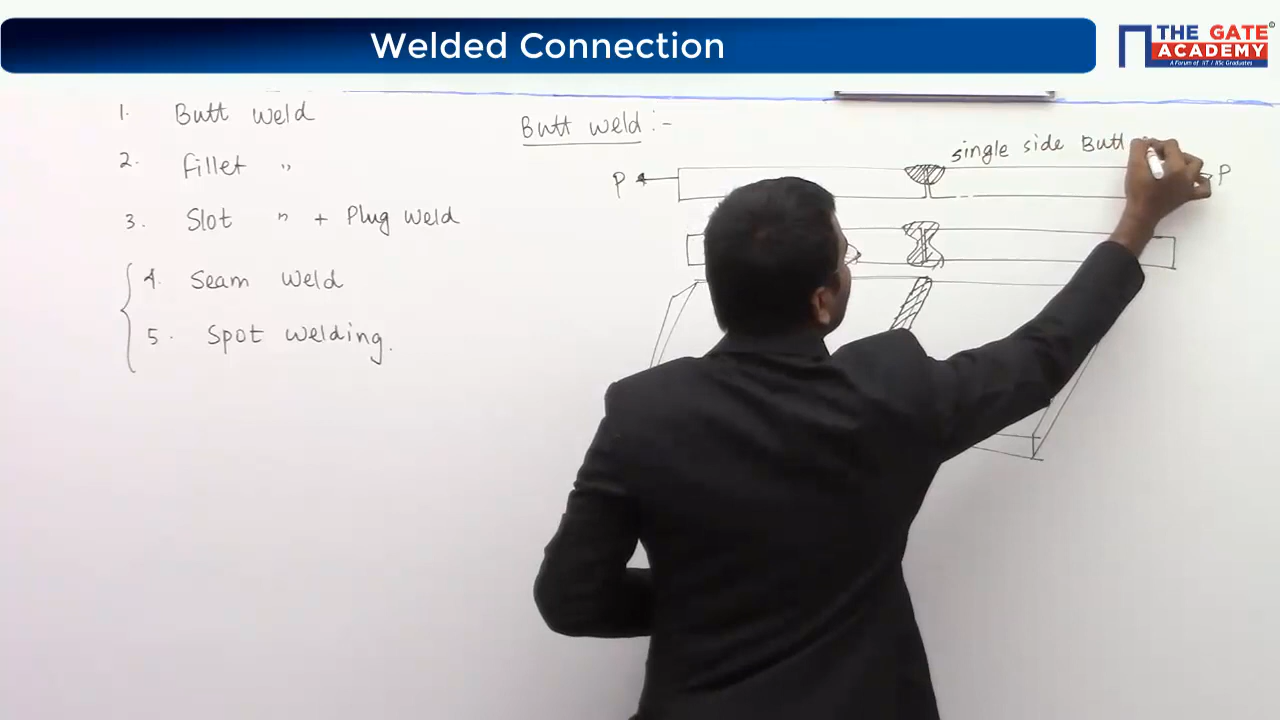 Welded Connection
THE GATE
ACADEMY
A Forum of IIT / IISc Graduates
1. Butt weld
2. fillet "
3. Slot " + Plug weld
4. Seam weld
5. Spot welding.
Butt weld :-
single side Butt
P
P